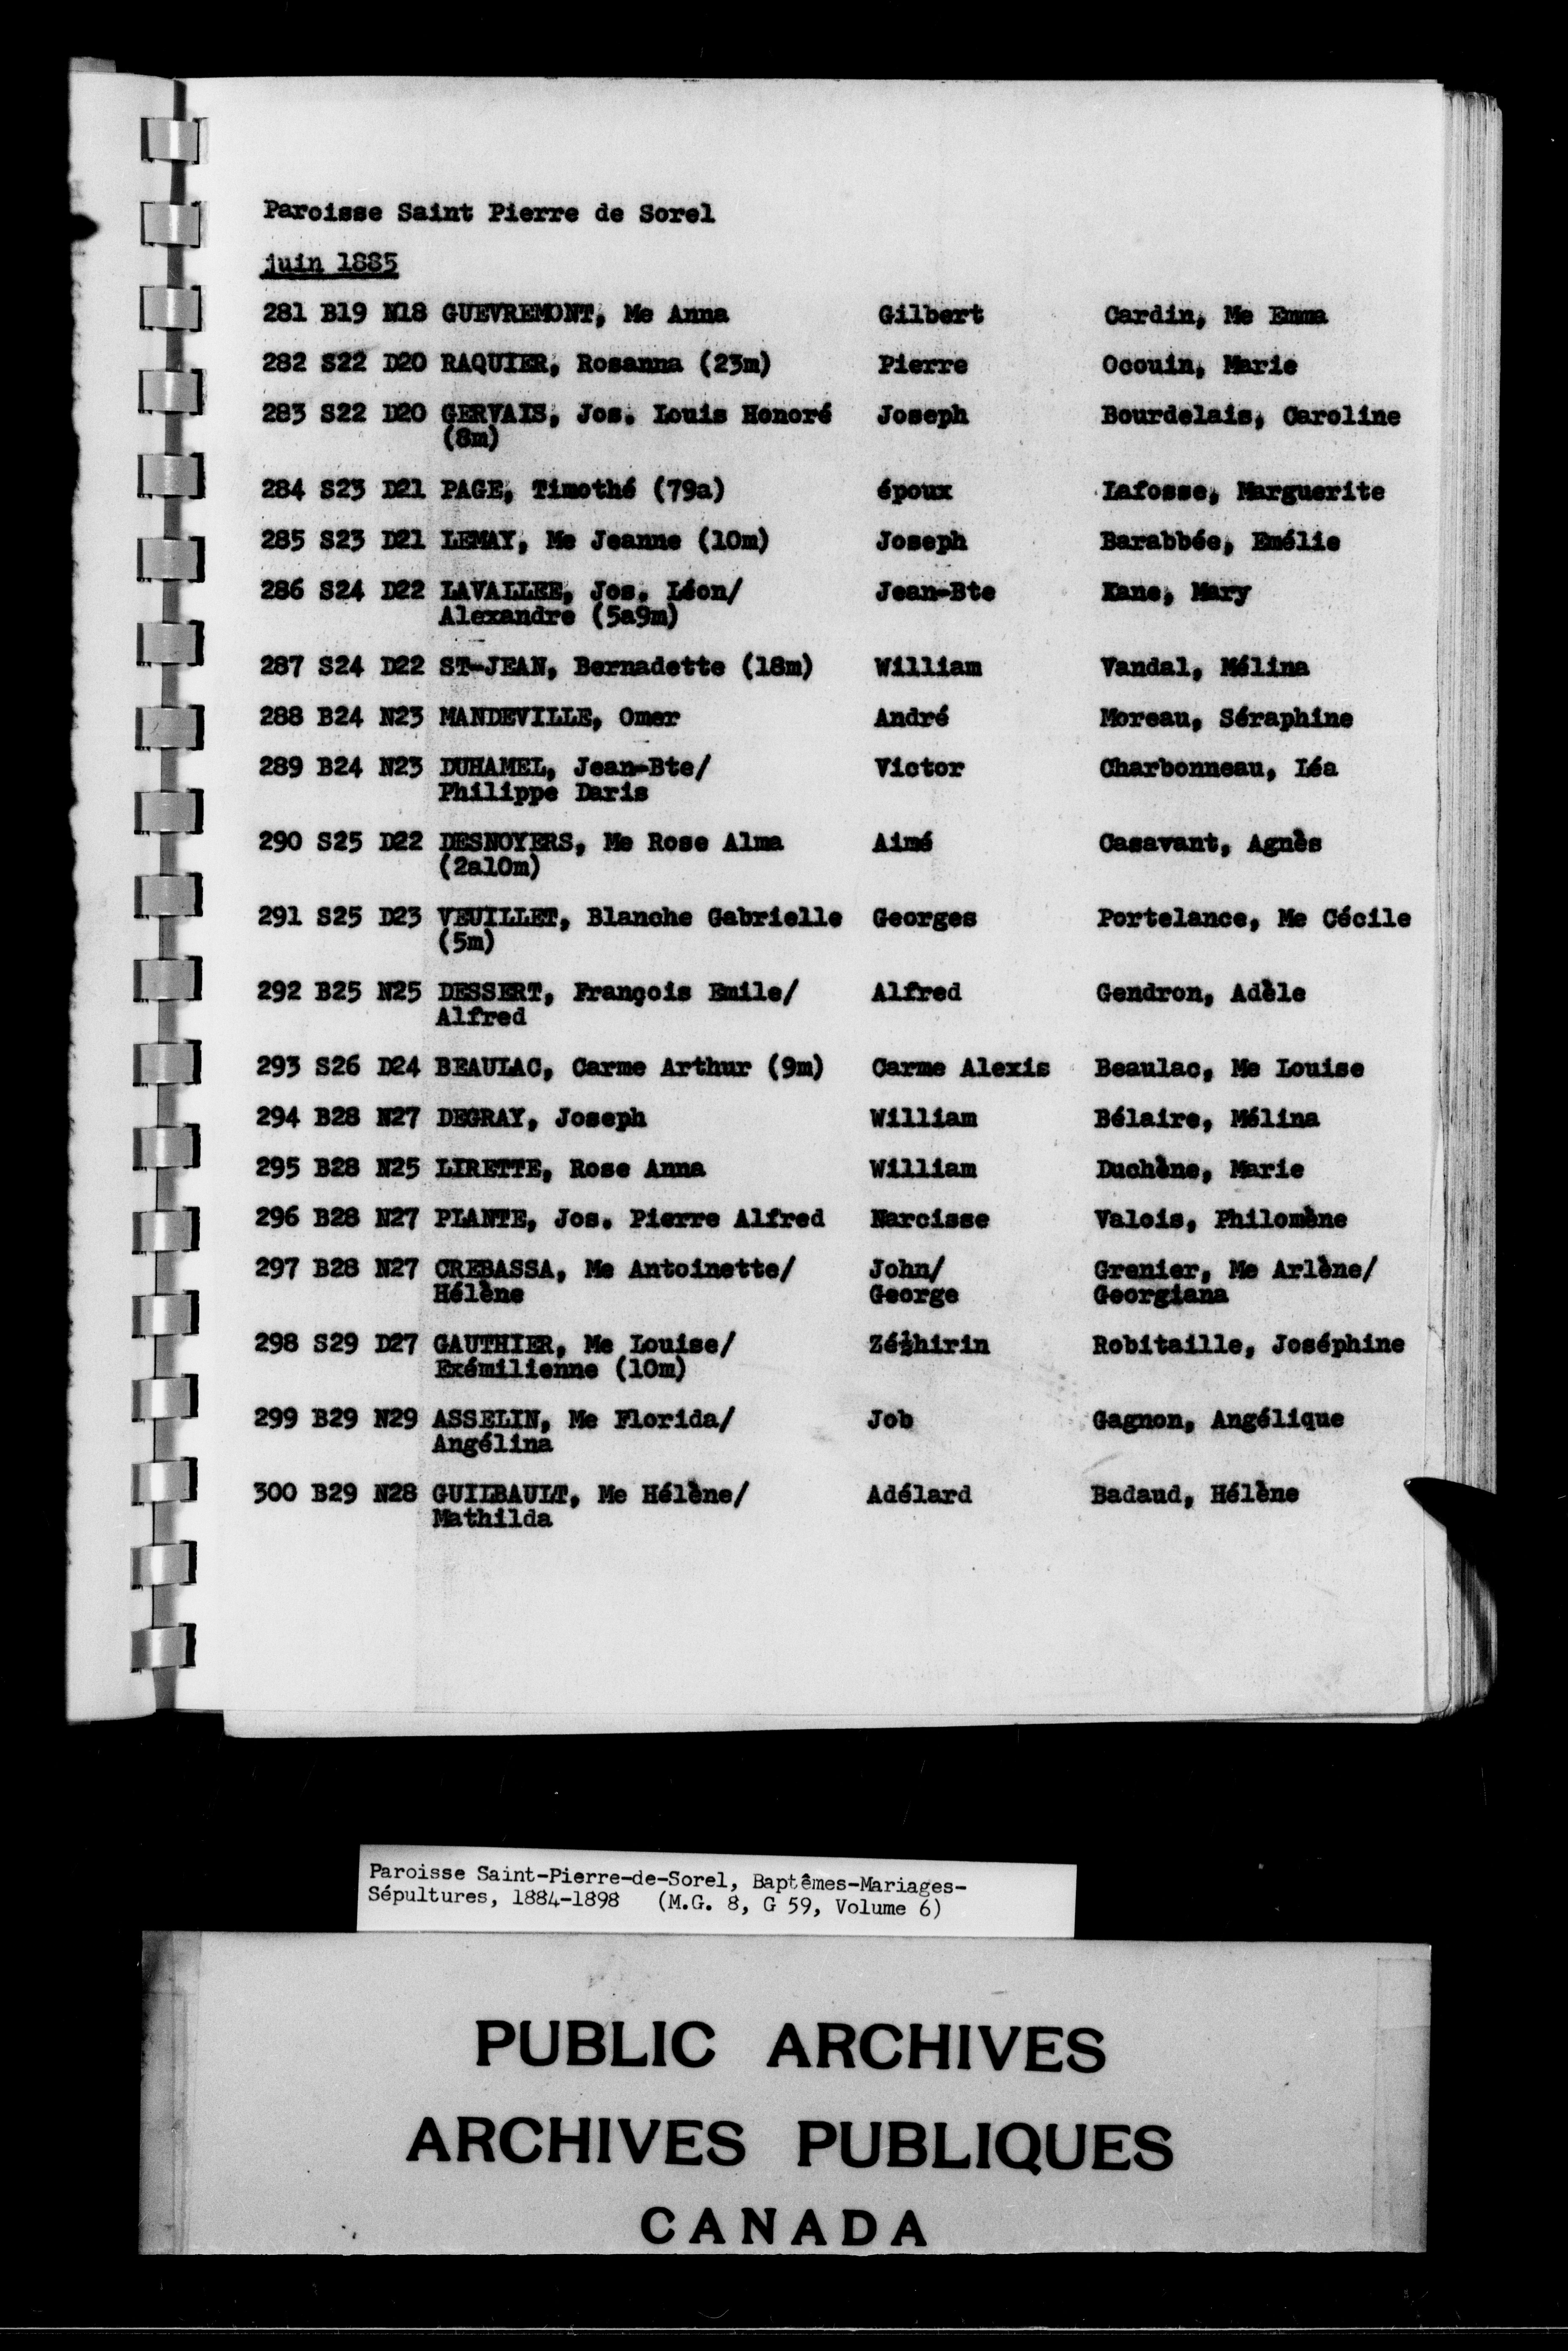 Paroisse Saint Pierre de Sorel
juin 1885
281 B19 N18 GUEVREMONT, Me Anna Gilbert Cardin, Me Emma
282 S22 D20 RAQUIER, Rosanna (23m) Pierre Ocouin, Marie
283 S22 D20 GERVAIS, Jos. Louis Honoré Joseph Bourdelais, Caroline
(8m)
284 S23 D21 PAGE, Timothé (79a) époux Lafosse, Marguerite
285 S23 D21 LEMAY, Me Jeanne (10m) Joseph Barabbée, Emélie
286 S24 D22 LAVALLEE, Jos. Léon/ Jean-Bte Kane, Mary
Alexandre (5a9m)
287 S24 D22 ST-JEAN, Bernadette (18m) William Vandal, Mélina
288 B24 N23 MANDEVILLE, Omer André Moreau, Séraphine
289 B24 N23 DUHAMEL, Jean-Bte/ Victor Charbonneau, Léa
Philippe Daris
290 S25 D22 DESNOYERS, Me Rose Alma Aimé Casavant, Agnès
(2a10m)
291 S25 D23 VEUILLET, Blanche Gabrielle Georges Portelance, Me Cécile
(5m)
292 B25 N25 DESSERT, François Emile/ Alfred Gendron, Adèle
Alfred
293 S26 D24 BEAULAC, Carme Arthur (9m) Carme Alexis Beaulac, Me Louise
294 B28 N27 DEGRAY, Joseph William Bélaire, Mélina
295 B28 N25 LIRETTE, Rose Anna William Duchène, Marie
296 B28 N27 PLANTE, Jos. Pierre Alfred Narcisse Valois, Philomène
297 B28 N27 CREBASSA, Me Antoinette/ John/ Grenier, Me Arlène/
Hélène George Georgiana
298 S29 D27 GAUTHIER, Me Louise/ Zé½hirin Robitaille, Joséphine
Exémilienne (10m)
299 B29 N29 ASSELIN, Me Florida/ Job Gagnon, Angélique
Angélina
300 B29 N28 GUILBAULT, Me Hélène/ Adélard Badaud, Hélène
Mathilda
Paroisse Saint-Pierre-de-Sorel, Baptêmes-Mariages-
Sépultures, 1884-1898 (M.G. 8, G 59, Volume 6)
PUBLIC ARCHIVES
ARCHIVES PUBLIQUES
CANADA